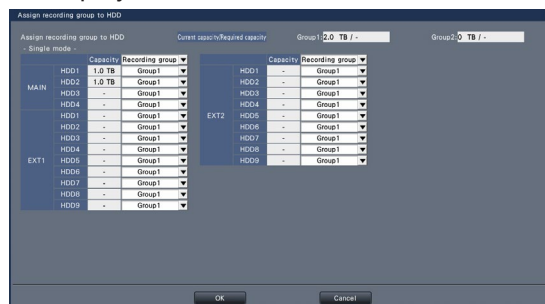 Assign recording group to HDD
Assign recording group to HDD Current capacity/Required capacity Group1: 2.0 TB / - Group2: 0 TB / -
- Single mode -
Capacity Recording group ▼
MAIN
HDD1 1.0 TB Group1 ▼
HDD2 1.0 TB Group1 ▼
HDD3 - Group1 ▼
HDD4 - Group1 ▼
EXT1
HDD1 - Group1 ▼
HDD2 - Group1 ▼
HDD3 - Group1 ▼
HDD4 - Group1 ▼
HDD5 - Group1 ▼
HDD6 - Group1 ▼
HDD7 - Group1 ▼
HDD8 - Group1 ▼
HDD9 - Group1 ▼
Capacity Recording group ▼
EXT2
HDD1 - Group1 ▼
HDD2 - Group1 ▼
HDD3 - Group1 ▼
HDD4 - Group1 ▼
HDD5 - Group1 ▼
HDD6 - Group1 ▼
HDD7 - Group1 ▼
HDD8 - Group1 ▼
HDD9 - Group1 ▼
OK Cancel